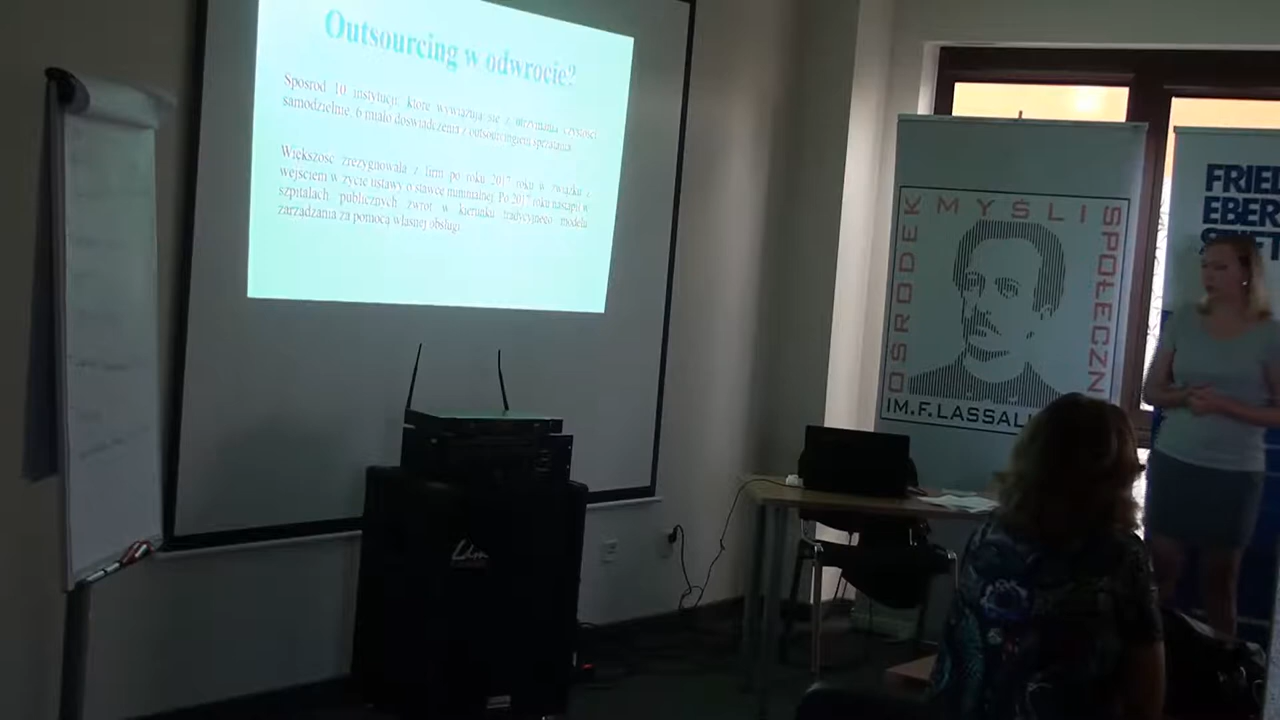 Outsourcing w odwrocie?
Spośród 10 instytucji, które wywiązują się z utrzymania czystości
samodzielnie, 6 miało doświadczenia z outsourcingiem sprzątania.
Większość zrezygnowała z firm po roku 2017 roku w związku z
wejściem w życie ustawy o stawce minimalnej. Po 2017 roku nastąpił w
szpitalach publicznych zwrot w kierunku tradycyjnego modelu
zarządzania za pomocą własnej obsługi.
OŚRODEK
MYŚLI
SPOŁECZN
IM.F.LASSAL
FRIED
EBER
STIFT
Ldm